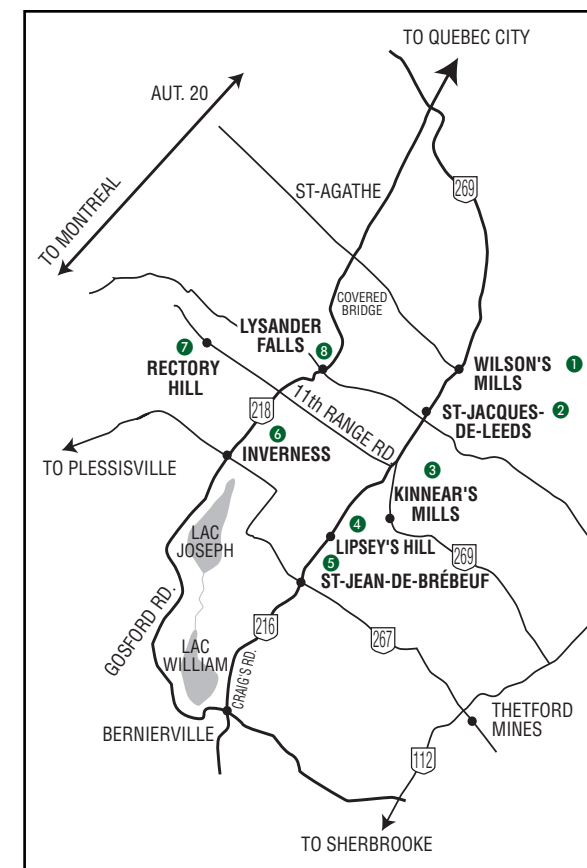 TO QUEBEC CITY
AUT. 20
269
ST-AGATHE
TO MONTREAL
COVERED
BRIDGE
LYSANDER
FALLS
8
7
RECTORY
HILL
WILSON'S
MILLS
1
ST-JACQUES-
DE-LEEDS
2
11th RANGE RD.
218
6
INVERNESS
TO PLESSISVILLE
3
KINNEAR'S
MILLS
4
LIPSEY'S HILL
LAC
JOSEPH
5
ST-JEAN-DE-BRÉBEUF
269
GOSFORD RD.
216
267
LAC
WILLIAM
CRAIG'S RD.
BERNIERVILLE
THETFORD
MINES
112
TO SHERBROOKE